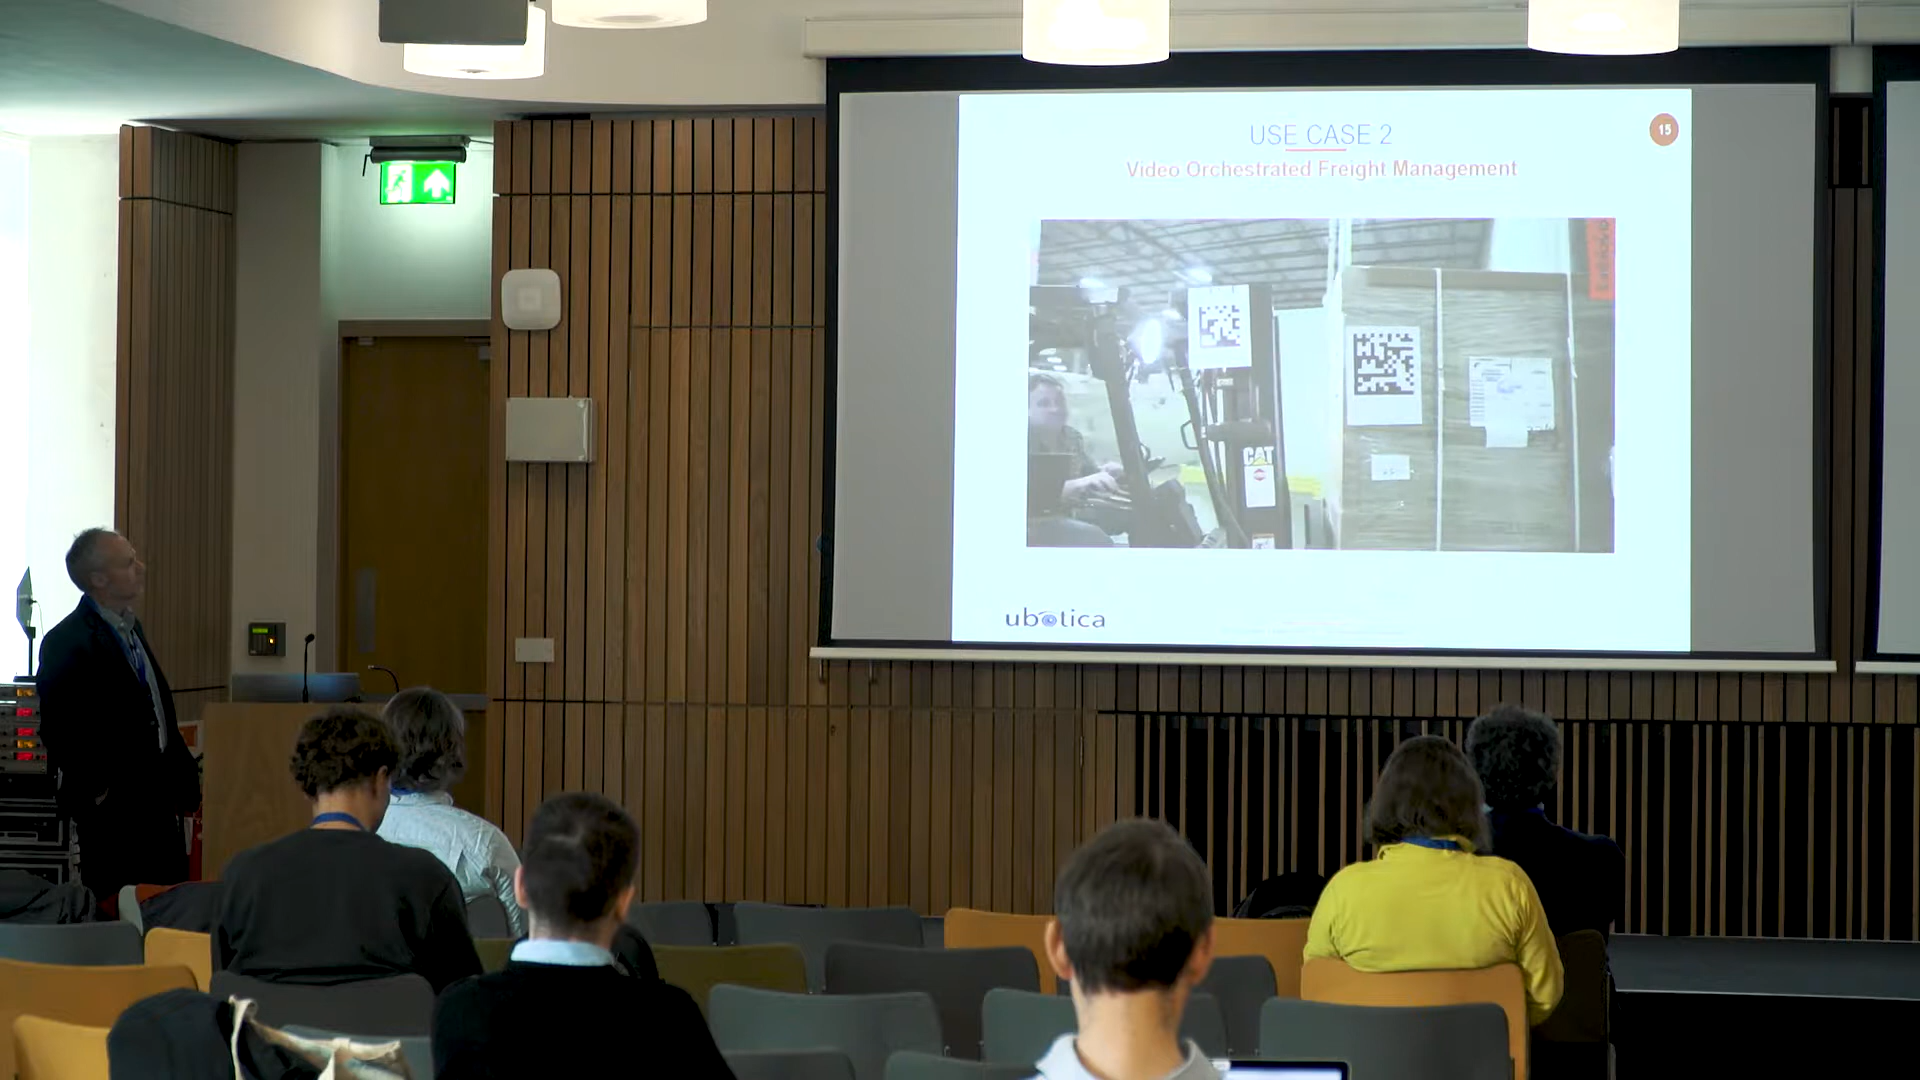 USE CASE 2
15
Video Orchestrated Freight Management
CAT
ubotica